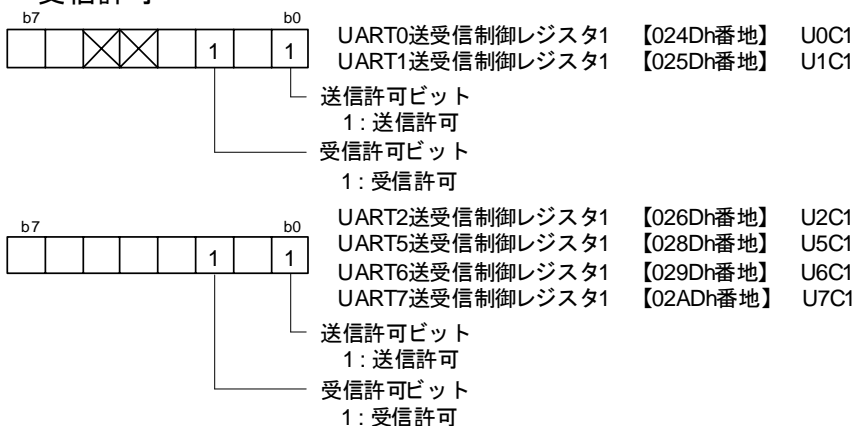 受信許可
b7 b0
1 1
UART0送受信制御レジスタ1 【024Dh番地】 U0C1
UART1送受信制御レジスタ1 【025Dh番地】 U1C1
送信許可ビット
1 : 送信許可
受信許可ビット
1 : 受信許可
b7 b0
1 1
UART2送受信制御レジスタ1 【026Dh番地】 U2C1
UART5送受信制御レジスタ1 【028Dh番地】 U5C1
UART6送受信制御レジスタ1 【029Dh番地】 U6C1
UART7送受信制御レジスタ1 【02ADh番地】 U7C1
送信許可ビット
1 : 送信許可
受信許可ビット
1 : 受信許可